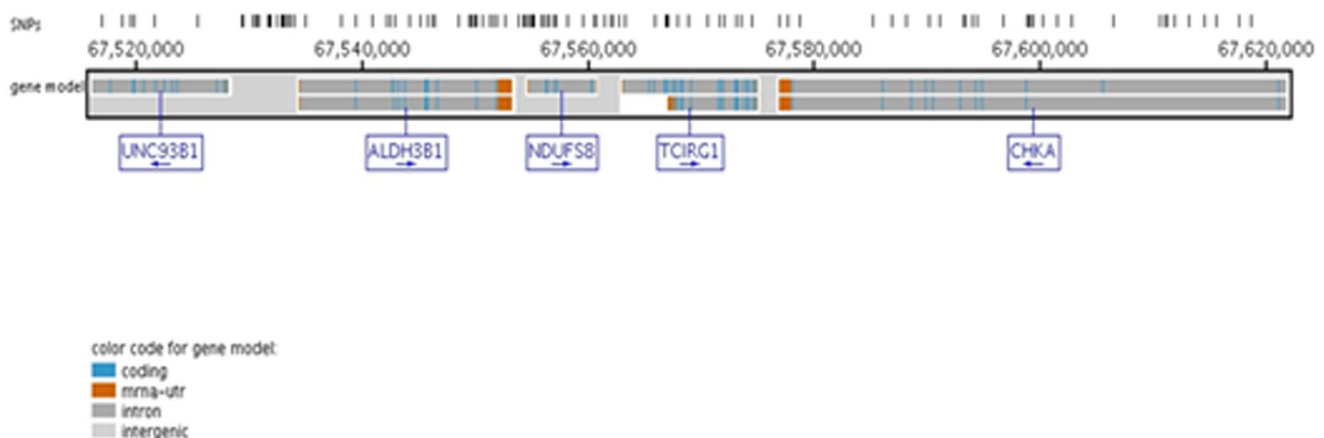 SNPs
67,520,000 67,540,000 67,560,000 67,580,000 67,600,000 67,620,000
gene model
UNC93B1 ALDH3B1 NDUFS8 TCIRG1 CHKA
color code for gene model:
coding
mrna-utr
intron
intergenic